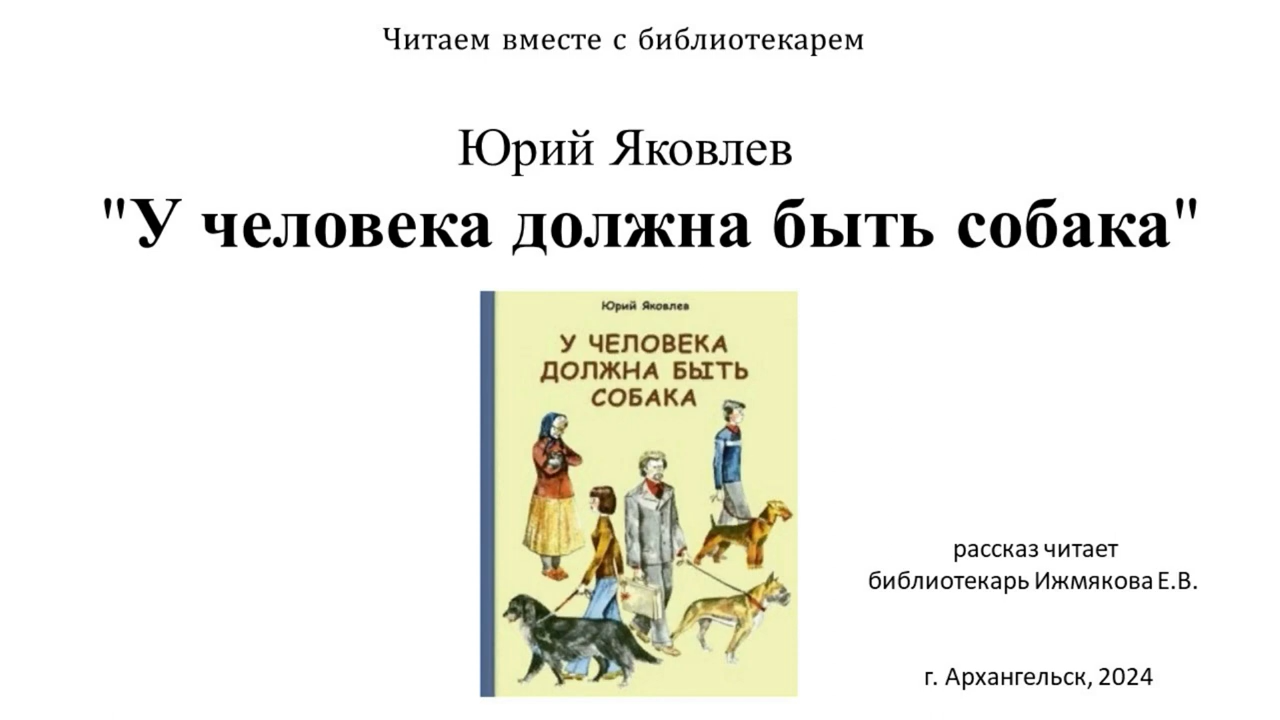 Читаем вместе с библиотекарем
Юрий Яковлев
"У человека должна быть собака"
Юрий Яковлев
У ЧЕЛОВЕКА
ДОЛЖНА БЫТЬ
СОБАКА
рассказ читает
библиотекарь Ижмякова Е.В.
г. Архангельск, 2024